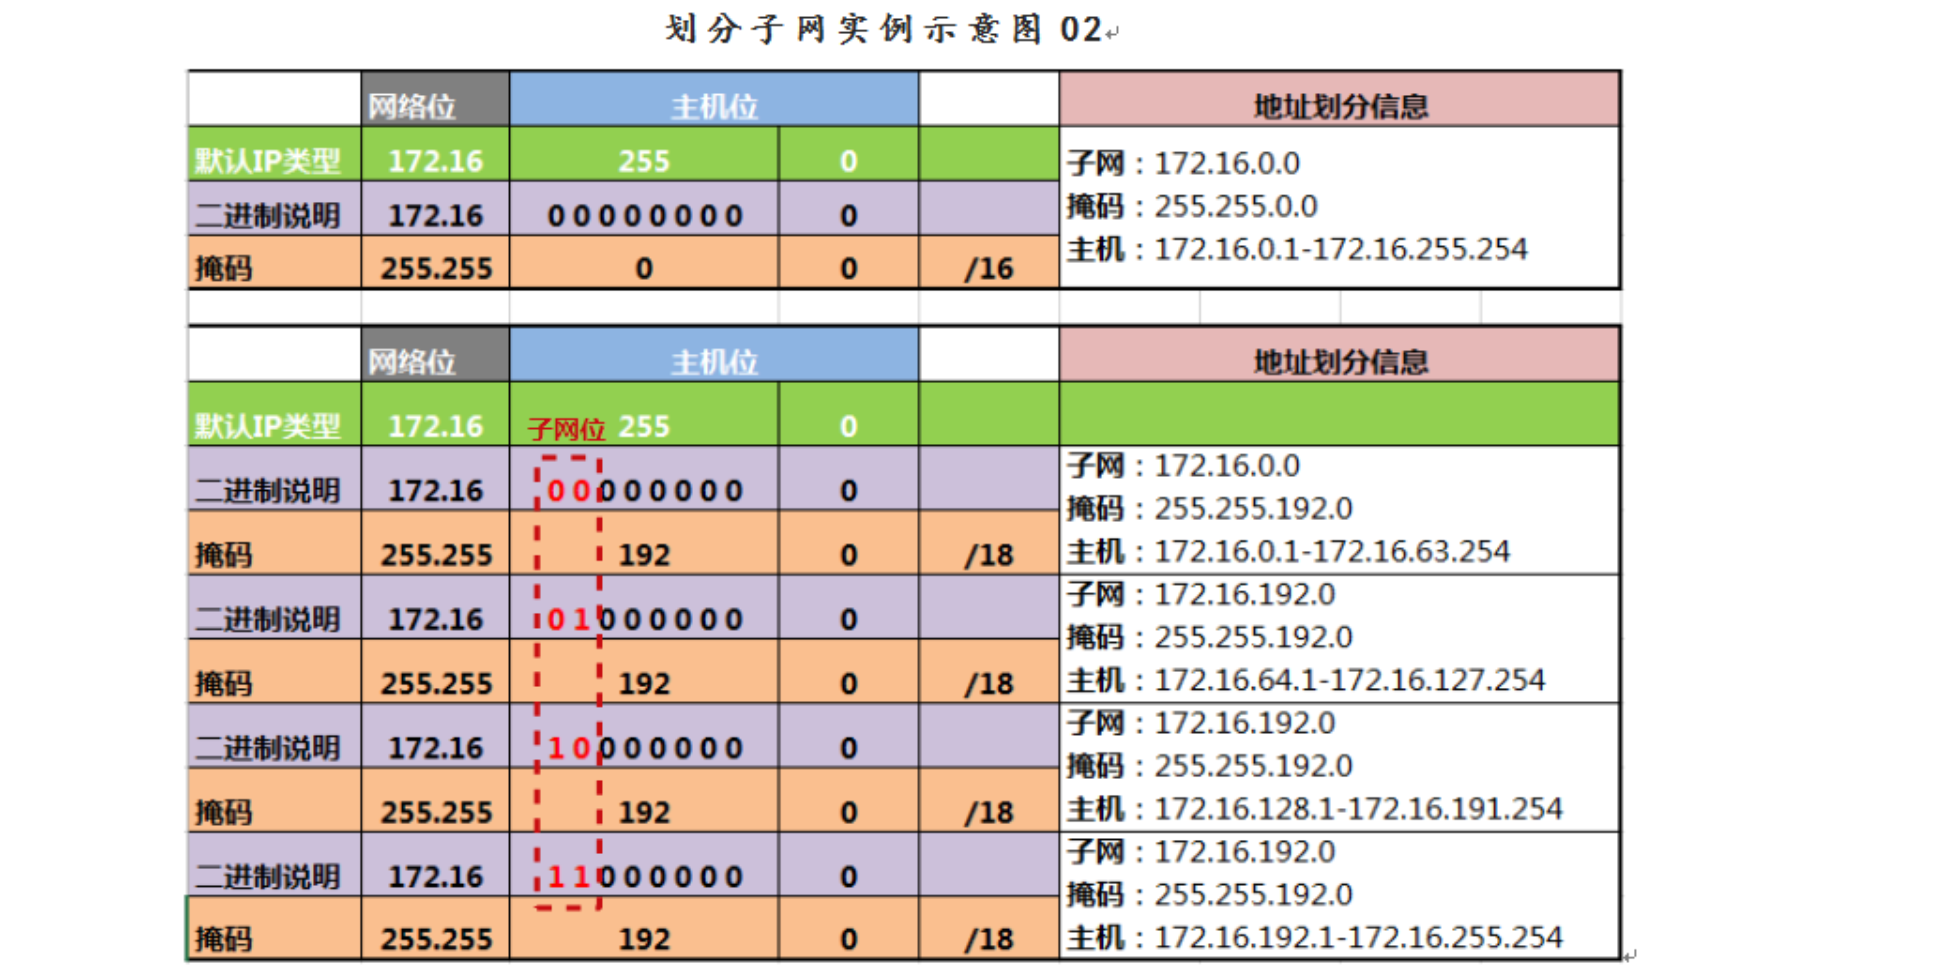 划分子网实例示意图 02
网络位 主机位 地址划分信息
默认IP类型 172.16 255 0
子网：172.16.0.0
二进制说明 172.16 0 0 0 0 0 0 0 0 0
掩码：255.255.0.0
主机：172.16.0.1-172.16.255.254
掩码 255.255 0 0 /16
网络位 主机位 地址划分信息
默认IP类型 172.16 子网位 255 0
子网：172.16.0.0
二进制说明 172.16 0 0 0 0 0 0 0 0 0
掩码：255.255.192.0
掩码 255.255 192 0 /18
主机：172.16.0.1-172.16.63.254
子网：172.16.192.0
二进制说明 172.16 0 1 0 0 0 0 0 0 0
掩码：255.255.192.0
掩码 255.255 192 0 /18
主机：172.16.64.1-172.16.127.254
子网：172.16.192.0
二进制说明 172.16 1 0 0 0 0 0 0 0 0
掩码：255.255.192.0
掩码 255.255 192 0 /18
主机：172.16.128.1-172.16.191.254
子网：172.16.192.0
二进制说明 172.16 1 1 0 0 0 0 0 0 0
掩码：255.255.192.0
掩码 255.255 192 0 /18
主机：172.16.192.1-172.16.255.254